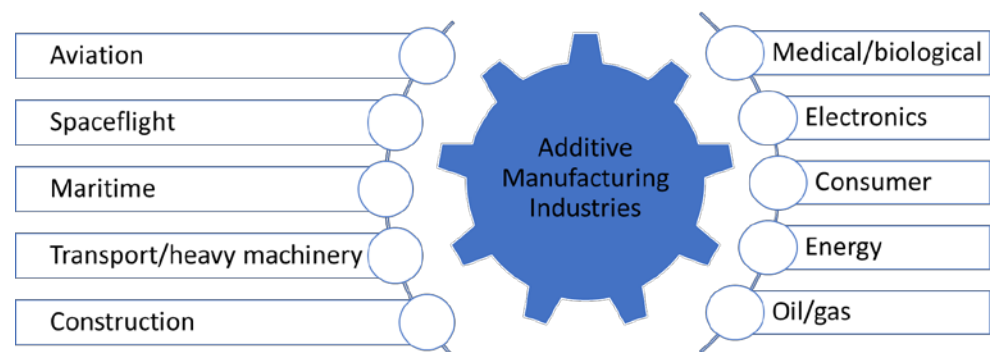 Aviation
Spaceflight
Maritime
Transport/heavy machinery
Construction
Additive
Manufacturing
Industries
Medical/biological
Electronics
Consumer
Energy
Oil/gas